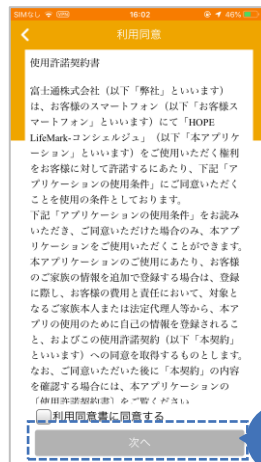 SIMなし VPN 16:02 46%
利用同意
使用許諾契約書
富士通株式会社（以下「弊社」といいます）
は、お客様のスマートフォン（以下「お客様ス
マートフォン」といいます）にて「HOPE
LifeMark-コンシェルジュ」（以下「本アプリケ
ーション」といいます）をご使用いただく権利
をお客様に対して許諾するにあたり、下記「ア
プリケーションの使用条件」にご同意いただく
ことを使用の条件としております。
下記「アプリケーションの使用条件」をお読み
いただき、ご同意いただけた場合のみ、本アプ
リケーションをご使用いただくことができます。
本アプリケーションのご使用にあたり、お客様
のご家族の情報を追加で登録する場合は、登録
に際し、お客様の費用と責任において、対象と
なるご家族本人または法定代理人等から、本ア
プリの使用のために自己の情報を登録されるこ
と、およびこの使用許諾契約（以下「本契約」
といいます）への同意を取得するものとします。
なお、ご同意いただいた後に「本契約」の内容
を確認する場合には、本アプリケーションの
「使用許諾契約書」をご覧ください
利用同意書に同意する
次へ